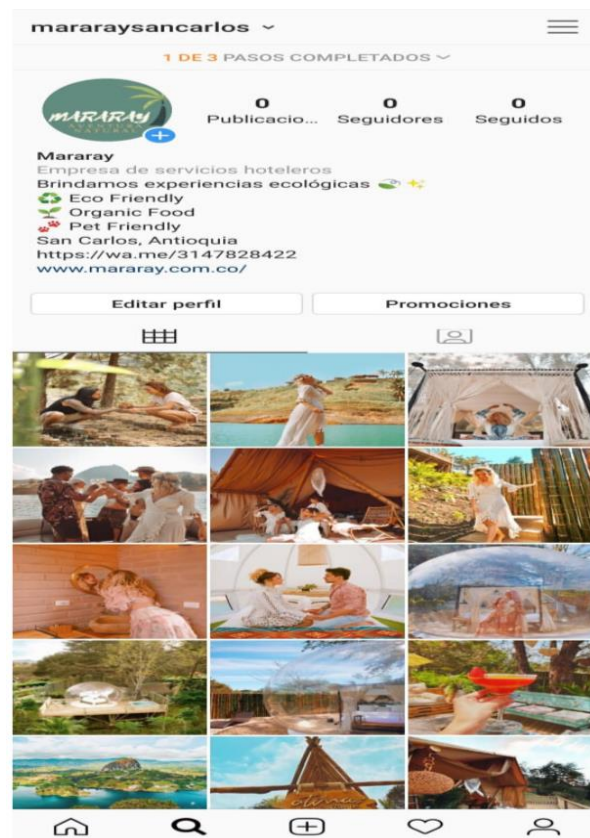 mararaysancarlos
1 DE 3 PASOS COMPLETADOS
MARARAY
AVENTURA
NATURAL
0 0 0
Publicacio... Seguidores Seguidos
Mararay
Empresa de servicios hoteleros
Brindamos experiencias ecológicas 🍃✨
♻️ Eco Friendly
🌱 Organic Food
🐾 Pet Friendly
San Carlos, Antioquia
https://wa.me/3147828422
www.mararay.com.co/
Editar perfil Promociones